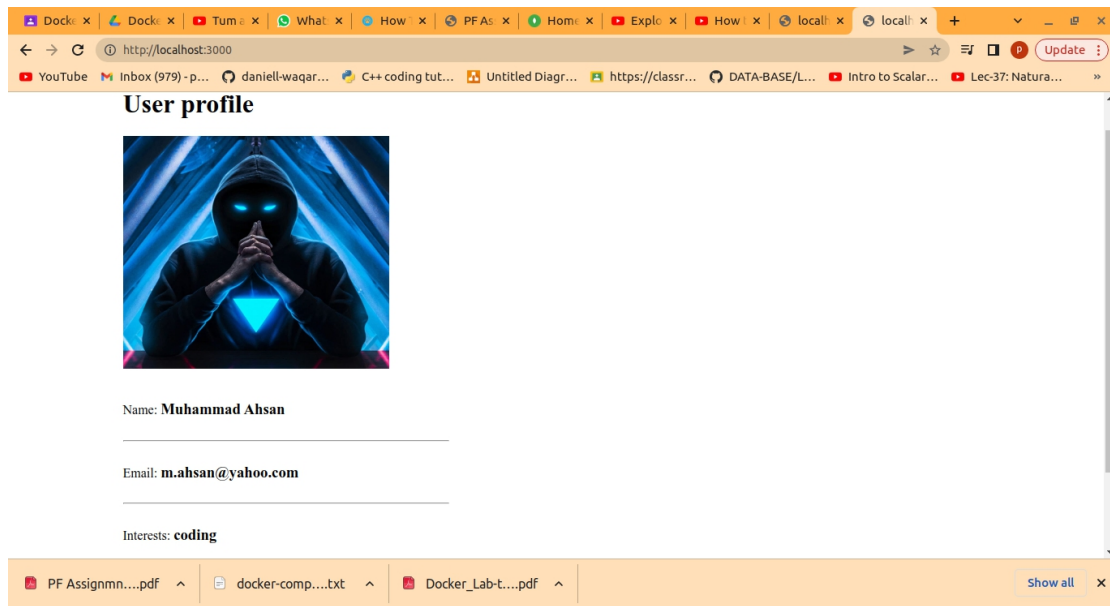 Docke Docke Tum a What How T PF As Home Explo How t localh localh
http://localhost:3000
Update
YouTube Inbox (979) - p... daniell-waqar... C++ coding tut... Untitled Diagr... https://classr... DATA-BASE/L... Intro to Scalar... Lec-37: Natura... »
User profile
Name: Muhammad Ahsan
Email: m.ahsan@yahoo.com
Interests: coding
PF Assignmn....pdf docker-comp....txt Docker_Lab-t....pdf Show all